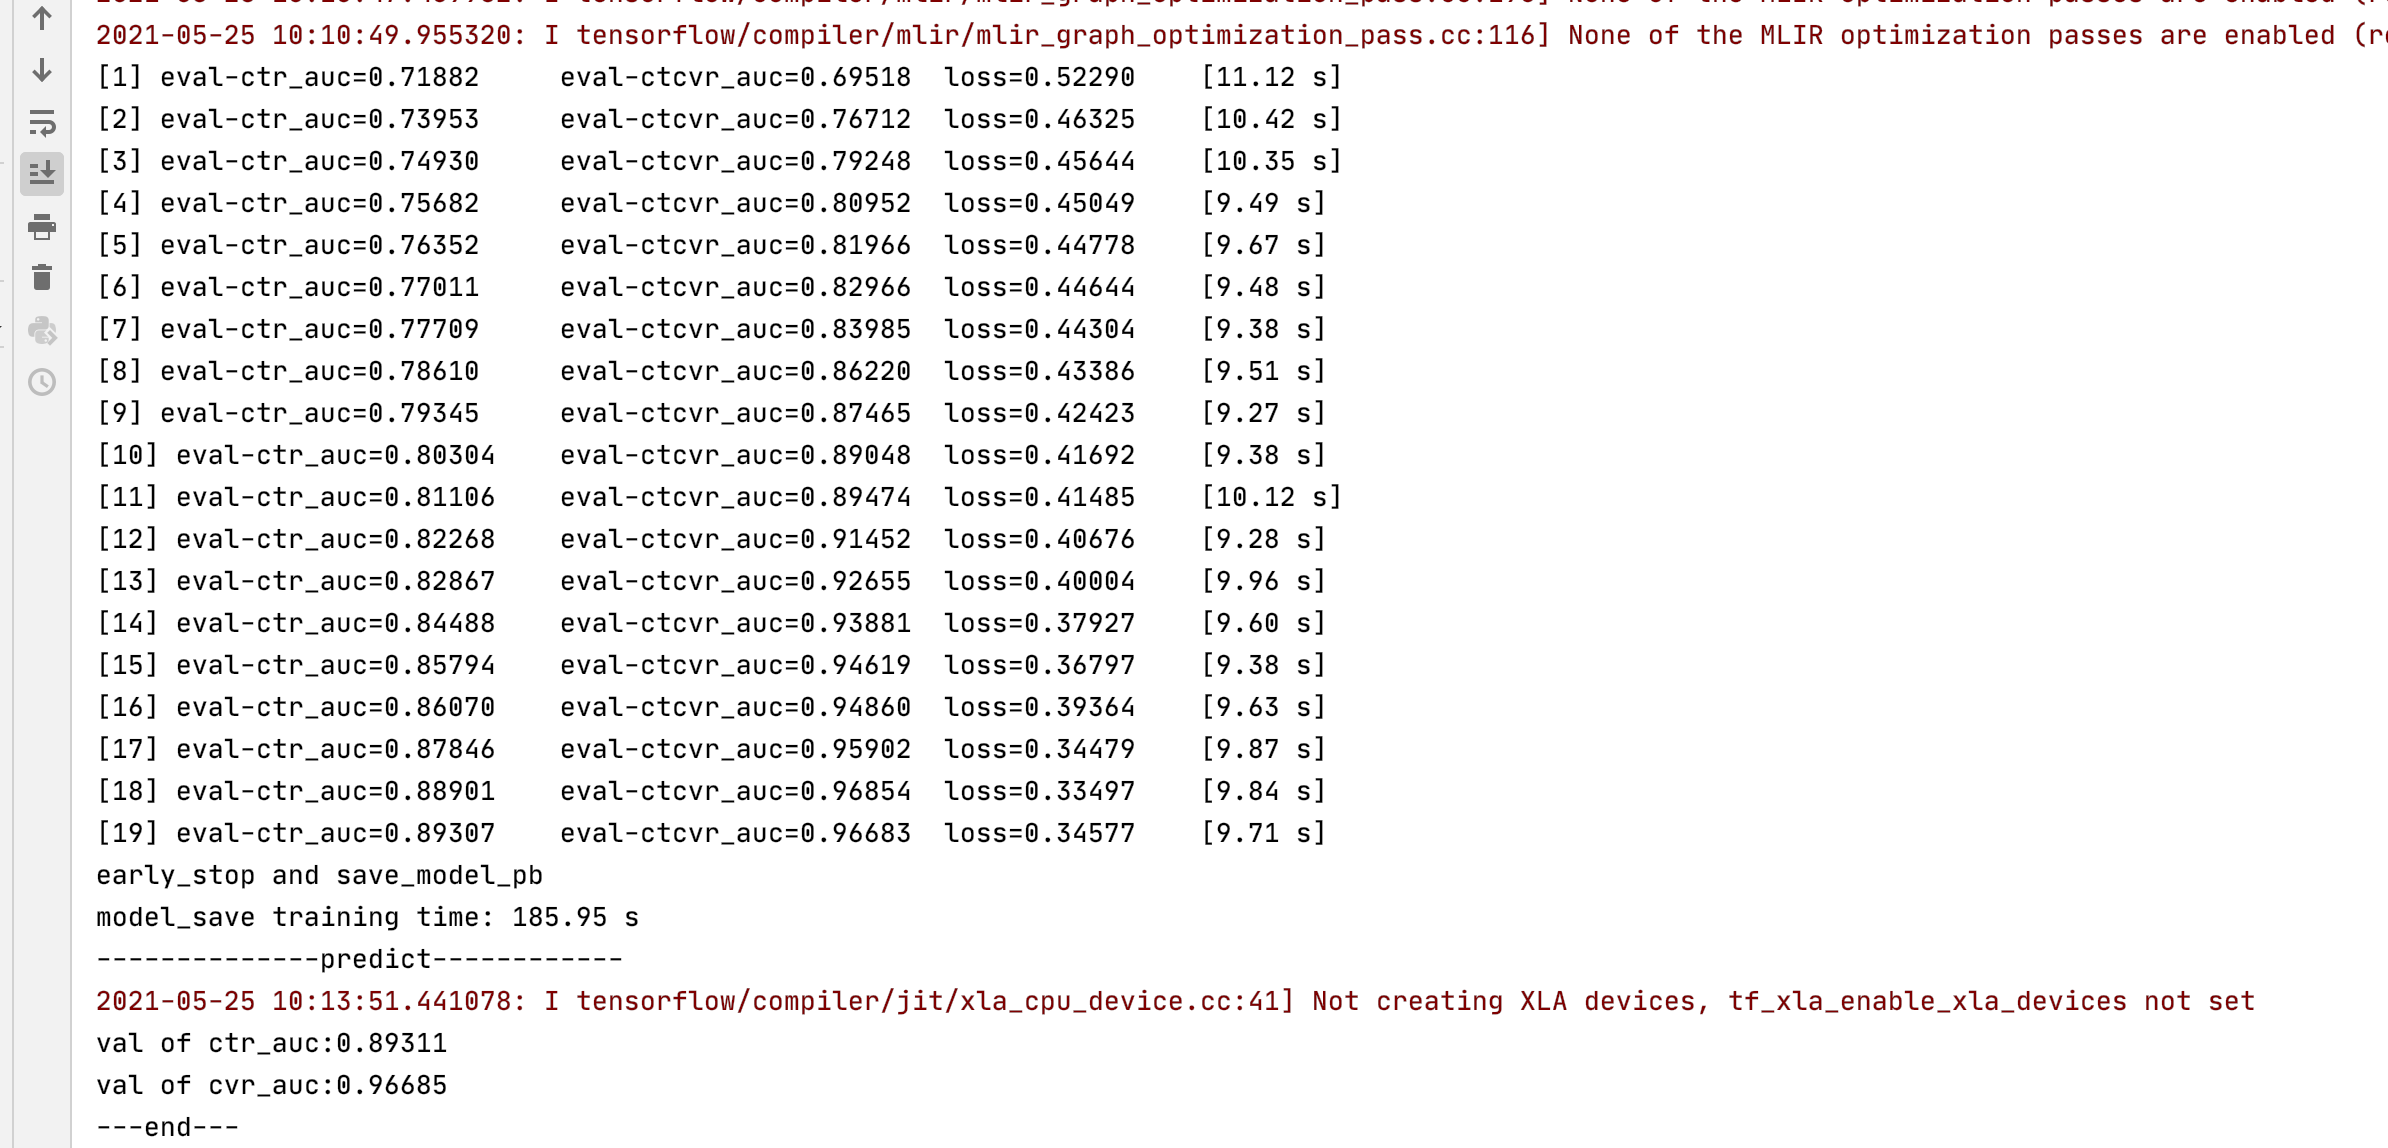 2021-05-25 10:10:49.955320: I tensorflow/compiler/mlir/mlir_graph_optimization_pass.cc:116] None of the MLIR optimization passes are enabled
[1] eval-ctr_auc=0.71882 eval-ctcvr_auc=0.69518 loss=0.52290 [11.12 s]
[2] eval-ctr_auc=0.73953 eval-ctcvr_auc=0.76712 loss=0.46325 [10.42 s]
[3] eval-ctr_auc=0.74930 eval-ctcvr_auc=0.79248 loss=0.45644 [10.35 s]
[4] eval-ctr_auc=0.75682 eval-ctcvr_auc=0.80952 loss=0.45049 [9.49 s]
[5] eval-ctr_auc=0.76352 eval-ctcvr_auc=0.81966 loss=0.44778 [9.67 s]
[6] eval-ctr_auc=0.77011 eval-ctcvr_auc=0.82966 loss=0.44644 [9.48 s]
[7] eval-ctr_auc=0.77709 eval-ctcvr_auc=0.83985 loss=0.44304 [9.38 s]
[8] eval-ctr_auc=0.78610 eval-ctcvr_auc=0.86220 loss=0.43386 [9.51 s]
[9] eval-ctr_auc=0.79345 eval-ctcvr_auc=0.87465 loss=0.42423 [9.27 s]
[10] eval-ctr_auc=0.80304 eval-ctcvr_auc=0.89048 loss=0.41692 [9.38 s]
[11] eval-ctr_auc=0.81106 eval-ctcvr_auc=0.89474 loss=0.41485 [10.12 s]
[12] eval-ctr_auc=0.82268 eval-ctcvr_auc=0.91452 loss=0.40676 [9.28 s]
[13] eval-ctr_auc=0.82867 eval-ctcvr_auc=0.92655 loss=0.40004 [9.96 s]
[14] eval-ctr_auc=0.84488 eval-ctcvr_auc=0.93881 loss=0.37927 [9.60 s]
[15] eval-ctr_auc=0.85794 eval-ctcvr_auc=0.94619 loss=0.36797 [9.38 s]
[16] eval-ctr_auc=0.86070 eval-ctcvr_auc=0.94860 loss=0.39364 [9.63 s]
[17] eval-ctr_auc=0.87846 eval-ctcvr_auc=0.95902 loss=0.34479 [9.87 s]
[18] eval-ctr_auc=0.88901 eval-ctcvr_auc=0.96854 loss=0.33497 [9.84 s]
[19] eval-ctr_auc=0.89307 eval-ctcvr_auc=0.96683 loss=0.34577 [9.71 s]
early_stop and save_model_pb
model_save training time: 185.95 s
--------------predict------------
2021-05-25 10:13:51.441078: I tensorflow/compiler/jit/xla_cpu_device.cc:41] Not creating XLA devices, tf_xla_enable_xla_devices not set
val of ctr_auc:0.89311
val of cvr_auc:0.96685
---end---